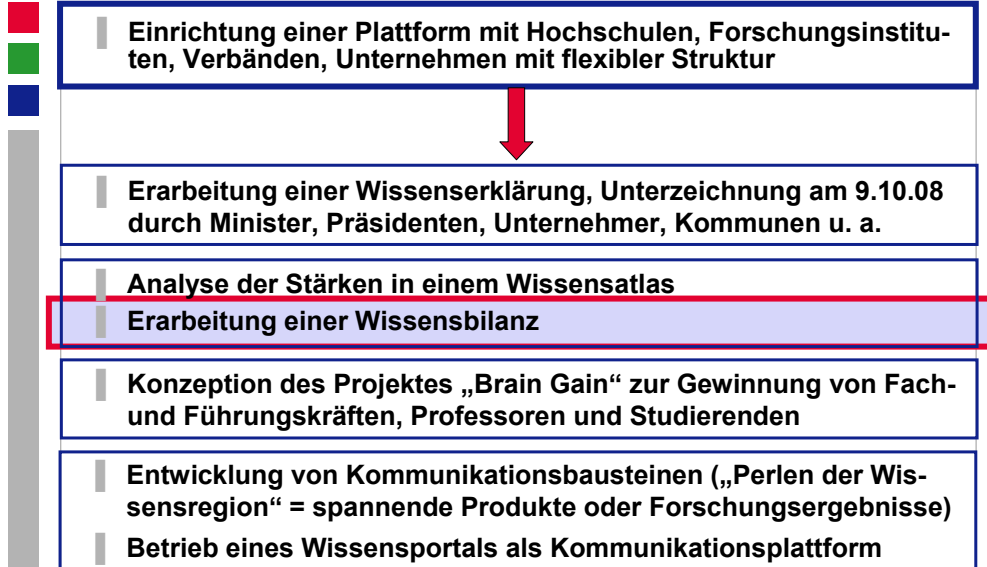 Einrichtung einer Plattform mit Hochschulen, Forschungsinstitu-
ten, Verbänden, Unternehmen mit flexibler Struktur
Erarbeitung einer Wissenserklärung, Unterzeichnung am 9.10.08
durch Minister, Präsidenten, Unternehmer, Kommunen u. a.
Analyse der Stärken in einem Wissensatlas
Erarbeitung einer Wissensbilanz
Konzeption des Projektes „Brain Gain“ zur Gewinnung von Fach-
und Führungskräften, Professoren und Studierenden
Entwicklung von Kommunikationsbausteinen („Perlen der Wis-
sensregion“ = spannende Produkte oder Forschungsergebnisse)
Betrieb eines Wissensportals als Kommunikationsplattform